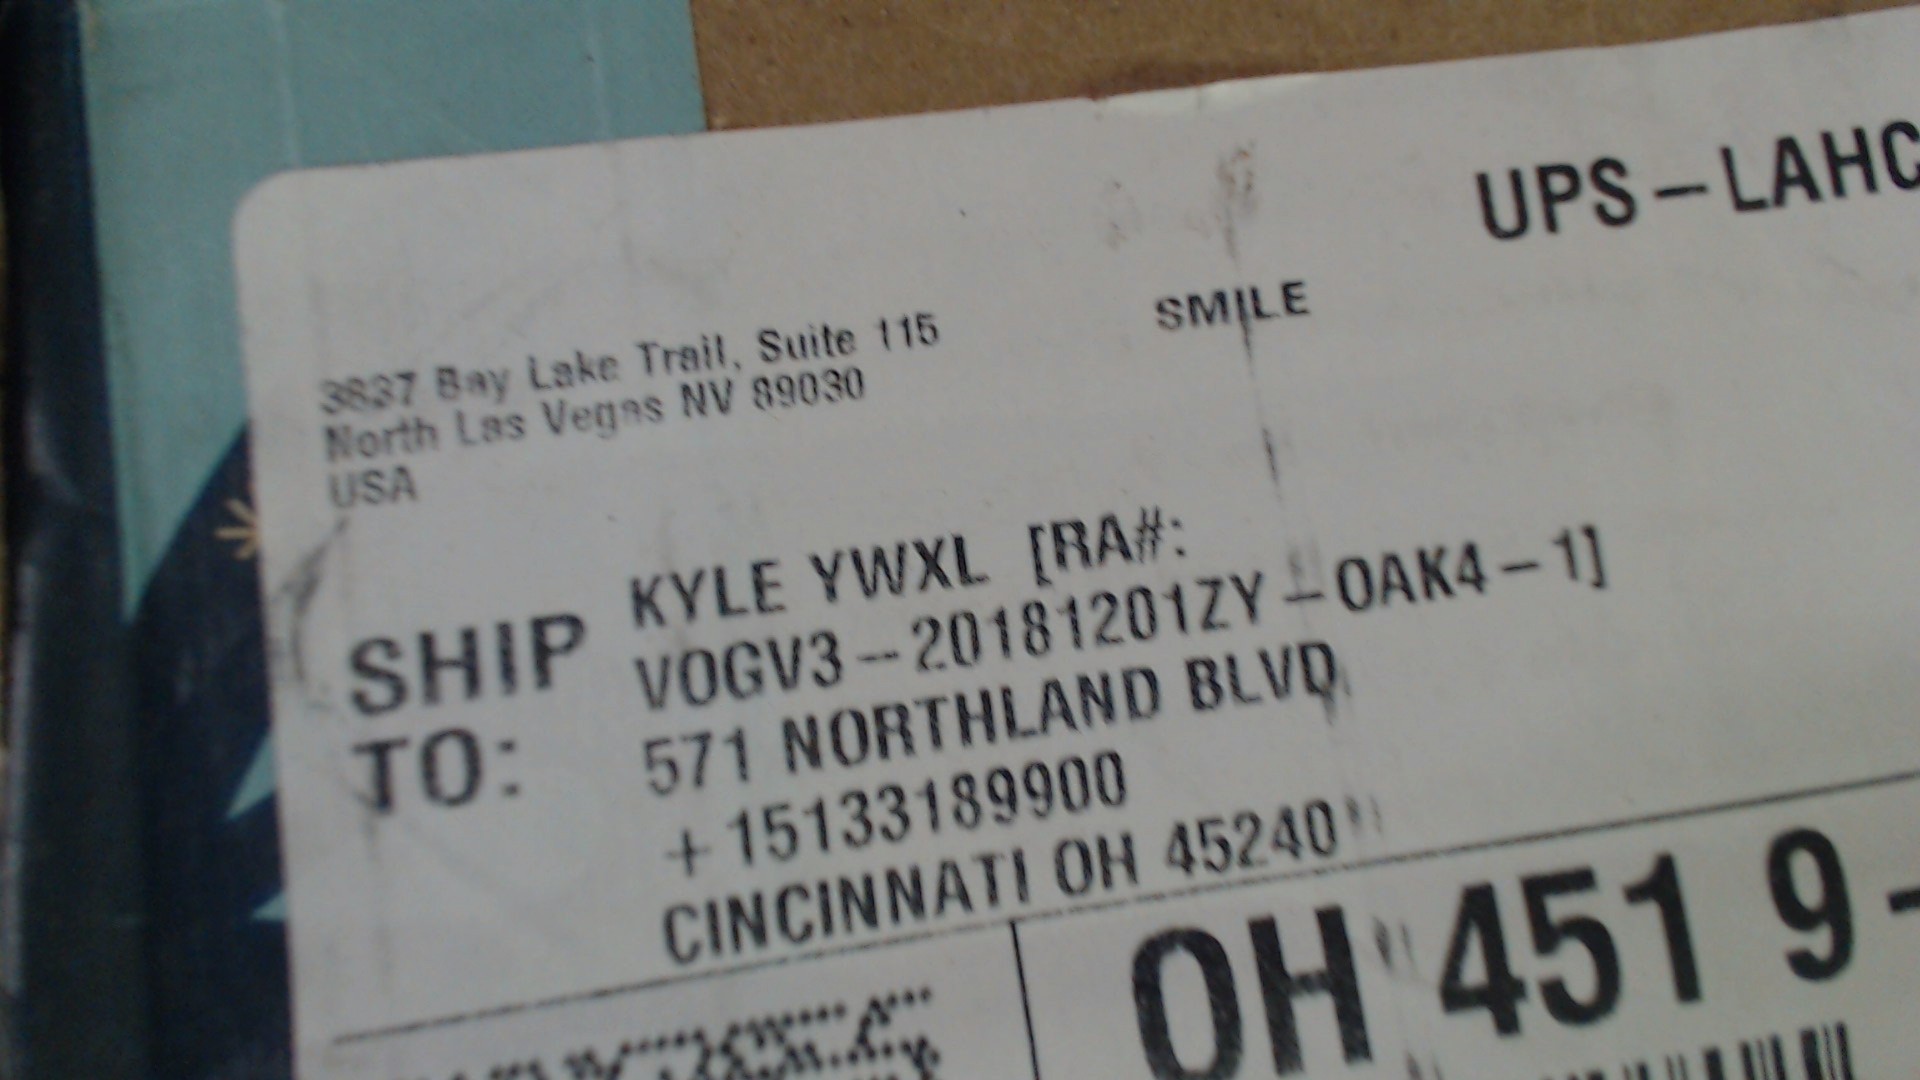 UPS-LAHC
SMILE
3837 Bay Lake Trail, Suite 115
North Las Vegas NV 89030
USA
SHIP TO:
KYLE YWXL [RA#:
VOGV3--20181201ZY-OAK4-1]
571 NORTHLAND BLVD
+15133189900
CINCINNATI OH 45240
OH 451 9-